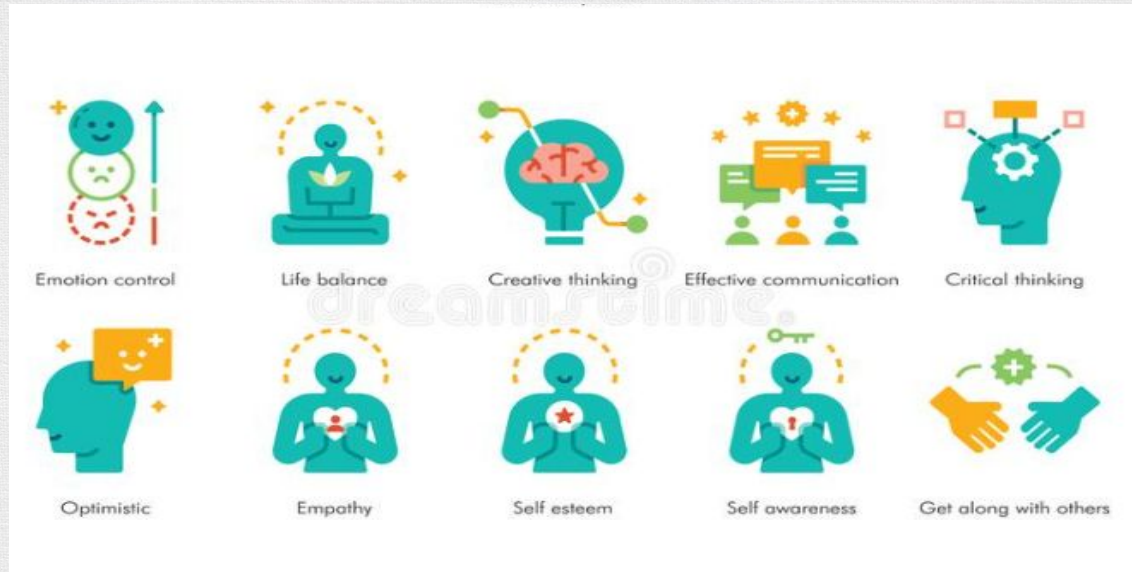 Emotion control
Life balance
Creative thinking
Effective communication
Critical thinking
dreamstime.
Optimistic
Empathy
Self esteem
Self awareness
Get along with others